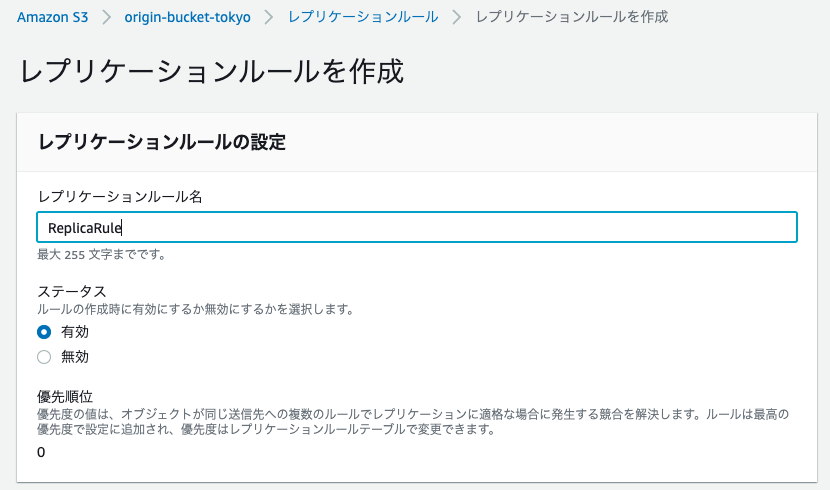 Amazon S3 > origin-bucket-tokyo > レプリケーションルール > レプリケーションルールを作成
レプリケーションルールを作成
レプリケーションルールの設定
レプリケーションルール名
ReplicaRule
最大 255 文字までです。
ステータス
ルールの作成時に有効にするか無効にするかを選択します。
有効
無効
優先順位
優先度の値は、オブジェクトが同じ送信先への複数のルールでレプリケーションに適格な場合に発生する競合を解決します。ルールは最高の
優先度で設定に追加され、優先度はレプリケーションルールテーブルで変更できます。
0